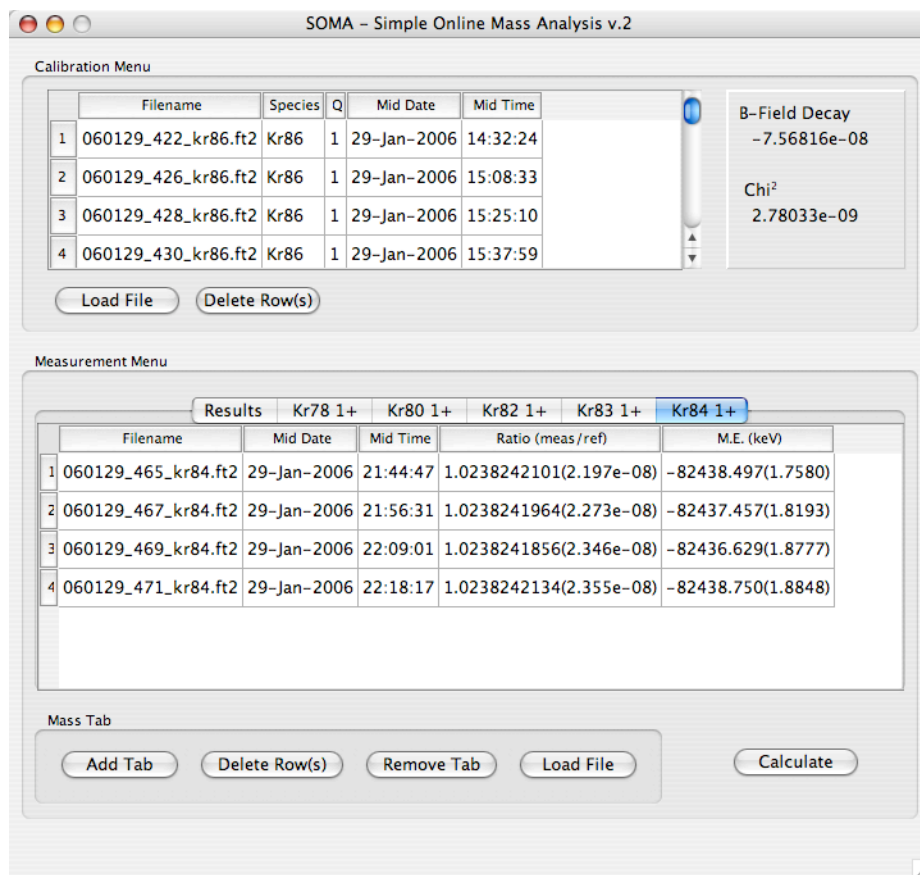 SOMA – Simple Online Mass Analysis v.2
Calibration Menu
Filename Species Q Mid Date Mid Time
1 060129_422_kr86.ft2 Kr86 1 29-Jan-2006 14:32:24
2 060129_426_kr86.ft2 Kr86 1 29-Jan-2006 15:08:33
3 060129_428_kr86.ft2 Kr86 1 29-Jan-2006 15:25:10
4 060129_430_kr86.ft2 Kr86 1 29-Jan-2006 15:37:59
B-Field Decay
-7.56816e-08
Chi²
2.78033e-09
Load File Delete Row(s)
Measurement Menu
Results Kr78 1+ Kr80 1+ Kr82 1+ Kr83 1+ Kr84 1+
Filename Mid Date Mid Time Ratio (meas/ref) M.E. (keV)
1 060129_465_kr84.ft2 29-Jan-2006 21:44:47 1.0238242101(2.197e-08) -82438.497(1.7580)
2 060129_467_kr84.ft2 29-Jan-2006 21:56:31 1.0238241964(2.273e-08) -82437.457(1.8193)
3 060129_469_kr84.ft2 29-Jan-2006 22:09:01 1.0238241856(2.346e-08) -82436.629(1.8777)
4 060129_471_kr84.ft2 29-Jan-2006 22:18:17 1.0238242134(2.355e-08) -82438.750(1.8848)
Mass Tab
Add Tab Delete Row(s) Remove Tab Load File Calculate